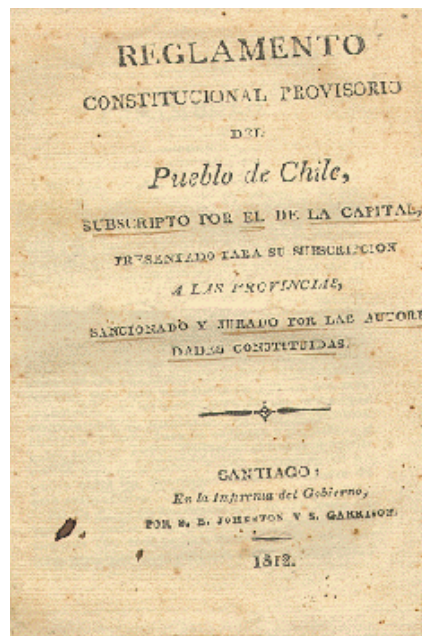 REGLAMENTO
CONSTITUCIONAL PROVISORIO
DEL
Pueblo de Chile,
SUBSCRIPTO POR EL DE LA CAPITAL,
PRESENTADO PARA SU SUBSCRIPCION
A LAS PROVINCIAS,
SANCIONADO Y JURADO POR LAS AUTORI
DADES CONSTITUIDAS.
SANTIAGO:
En la Imprenta del Gobierno,
POR S. B. JOHNSTON Y S. GARRISON.
1812.